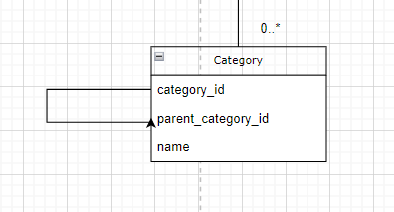 0..*
Category
category_id
parent_category_id
name